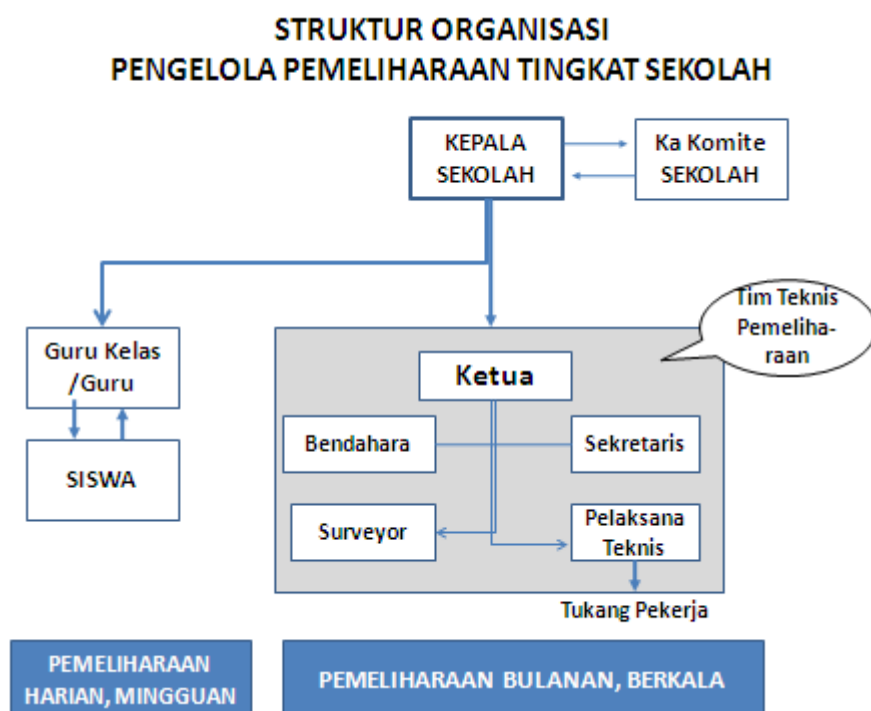 STRUKTUR ORGANISASI
PENGELOLA PEMELIHARAAN TINGKAT SEKOLAH
KEPALA
SEKOLAH
Ka Komite
SEKOLAH
Tim Teknis
Pemeliha-
raan
Guru Kelas
/Guru
SISWA
Ketua
Bendahara
Sekretaris
Surveyor
Pelaksana
Teknis
Tukang Pekerja
PEMELIHARAAN
HARIAN, MINGGUAN
PEMELIHARAAN BULANAN, BERKALA